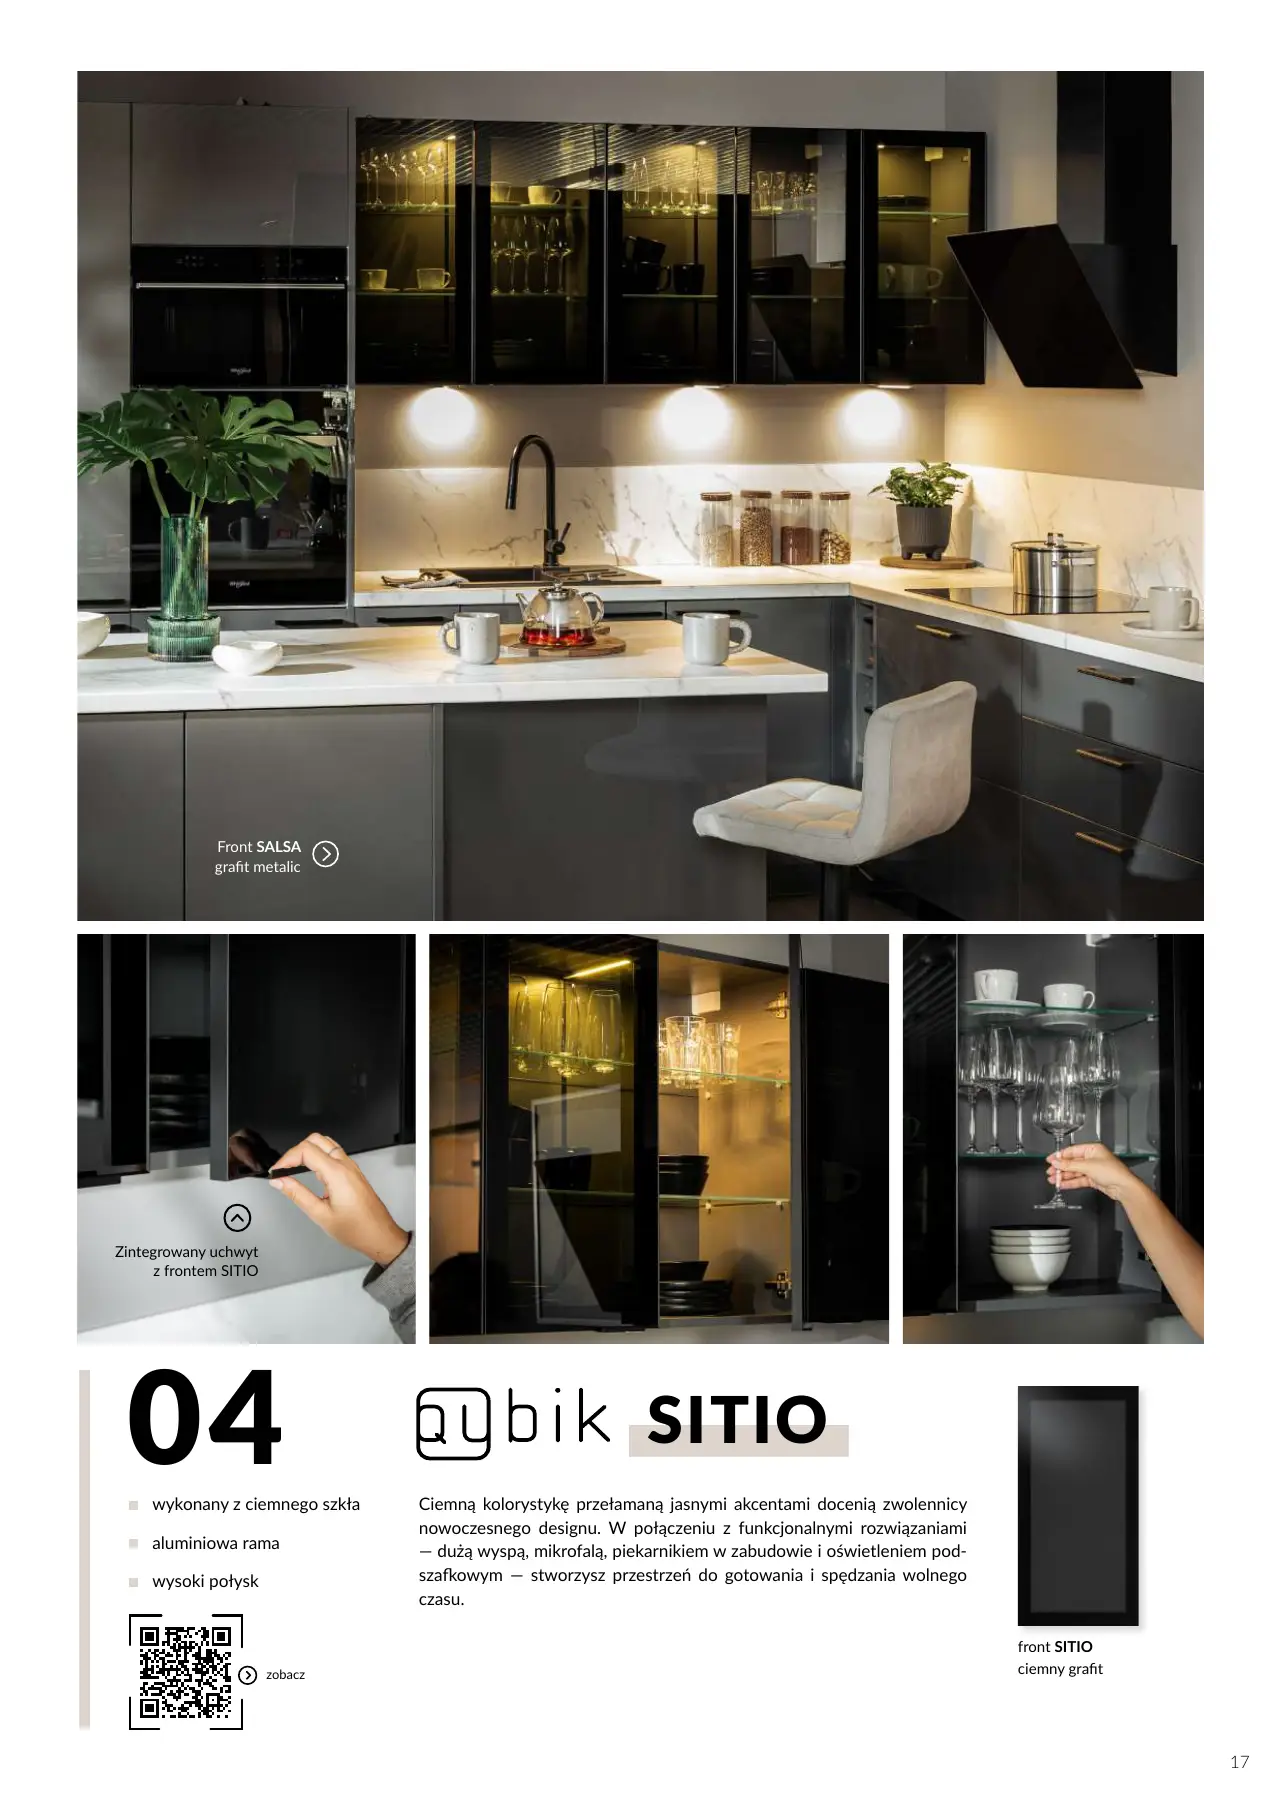 Front SALSA
grafit metalic
Zintegrowany uchwyt
z frontem SITIO
04
wykonany z ciemnego szkła
aluminiowa rama
wysoki połysk
zobacz
qubik SITIO
Ciemną kolorystykę przełamaną jasnymi akcentami docenią zwolennicy
nowoczesnego designu. W połączeniu z funkcjonalnymi rozwiązaniami
— dużą wyspą, mikrofalą, piekarnikiem w zabudowie i oświetleniem pod-
szafkowym — stworzysz przestrzeń do gotowania i spędzania wolnego
czasu.
front SITIO
ciemny grafit
17